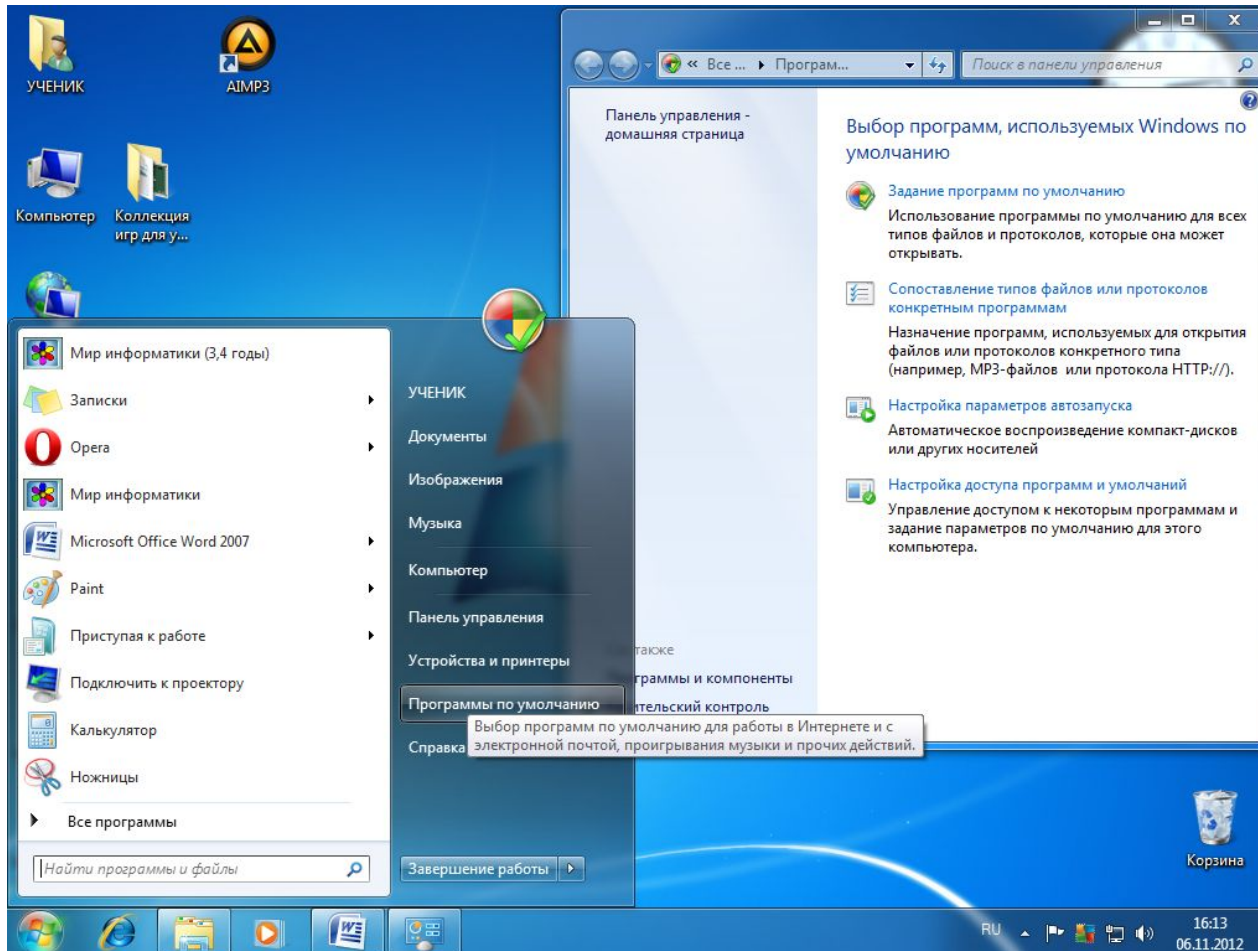 УЧЕНИК
AIMP3
Компьютер
Коллекция
игр для у...
Все ...
Програм...
Поиск в панели управления
Панель управления -
домашняя страница
Выбор программ, используемых Windows по
умолчанию
Задание программ по умолчанию
Использование программы по умолчанию для всех
типов файлов и протоколов, которые она может
открывать.
Сопоставление типов файлов или протоколов
конкретным программам
Назначение программ, используемых для открытия
файлов или протоколов конкретного типа
(например, MP3-файлов или протокола HTTP://).
Настройка параметров автозапуска
Автоматическое воспроизведение компакт-дисков
или других носителей
Настройка доступа программ и умолчаний
Управление доступом к некоторым программам и
задание параметров по умолчанию для этого
компьютера.
также
граммы и компоненты
ительский контроль
Мир информатики (3,4 годы)
Записки
Opera
Мир информатики
Microsoft Office Word 2007
Paint
Приступая к работе
Подключить к проектору
Калькулятор
Ножницы
Все программы
Найти программы и файлы
УЧЕНИК
Документы
Изображения
Музыка
Компьютер
Панель управления
Устройства и принтеры
Программы по умолчанию
Справка
Выбор программ по умолчанию для работы в Интернете и с
электронной почтой, проигрывания музыки и прочих действий.
Завершение работы
Корзина
RU
16:13
06.11.2012